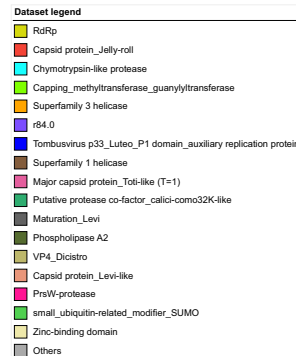 Dataset legend
RdRp
Capsid protein_Jelly-roll
Chymotrypsin-like protease
Capping_methyltransferase_guanylyltransferase
Superfamily 3 helicase
r84.0
Tombusvirus p33_Luteo_P1 domain_auxiliary replication protein
Superfamily 1 helicase
Major capsid protein_Toti-like (T=1)
Putative protease co-factor_calici-como32K-like
Maturation_Levi
Phospholipase A2
VP4_Dicistro
Capsid protein_Levi-like
PrsW-protease
small_ubiquitin-related_modifier_SUMO
Zinc-binding domain
Others